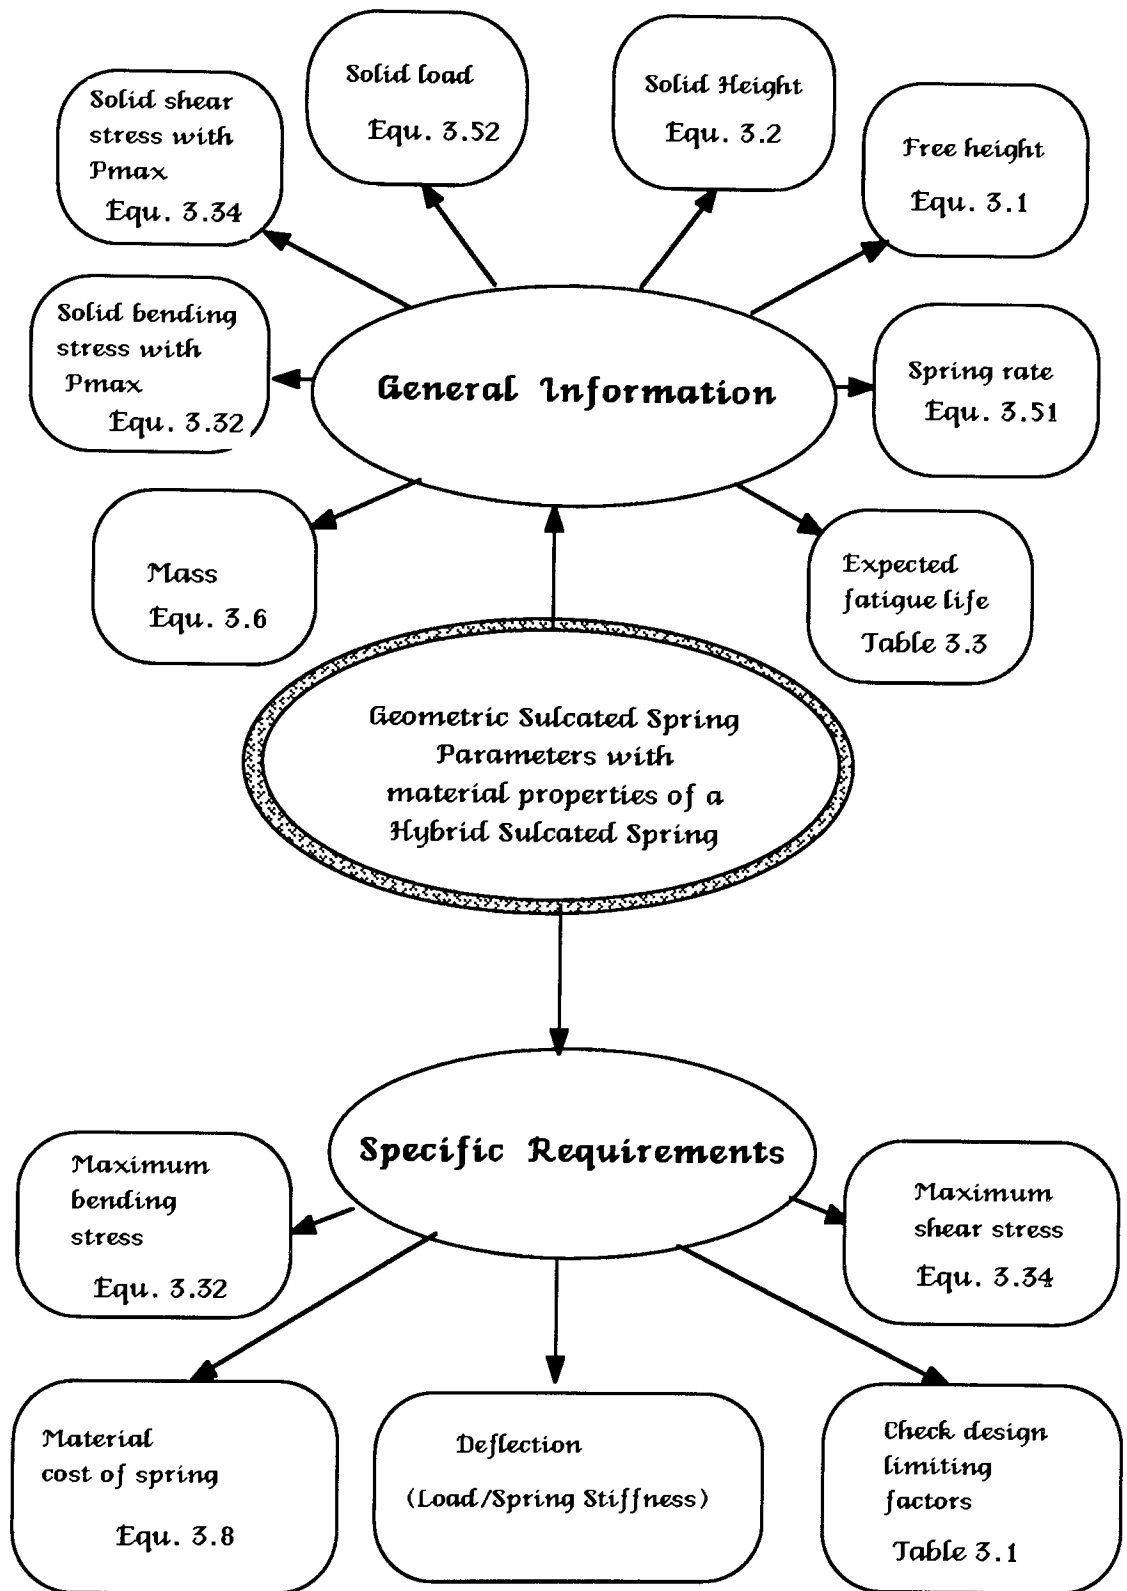 Solid load
Equ. 3.52
Solid Height
Equ. 3.2
Solid shear
stress with
Pmax
Equ. 3.34
Free height
Equ. 3.1
Solid bending
stress with
Pmax
Equ. 3.32
General Information
Spring rate
Equ. 3.51
Mass
Equ. 3.6
Expected
fatigue life
Table 3.3
Geometric Sulcated Spring
Parameters with
material properties of a
Hybrid Sulcated Spring
Specific Requirements
Maximum
bending
stress
Equ. 3.32
Maximum
shear stress
Equ. 3.34
Material
cost of spring
Equ. 3.8
Deflection
(Load/Spring Stiffness)
Check design
limiting
factors
Table 3.1